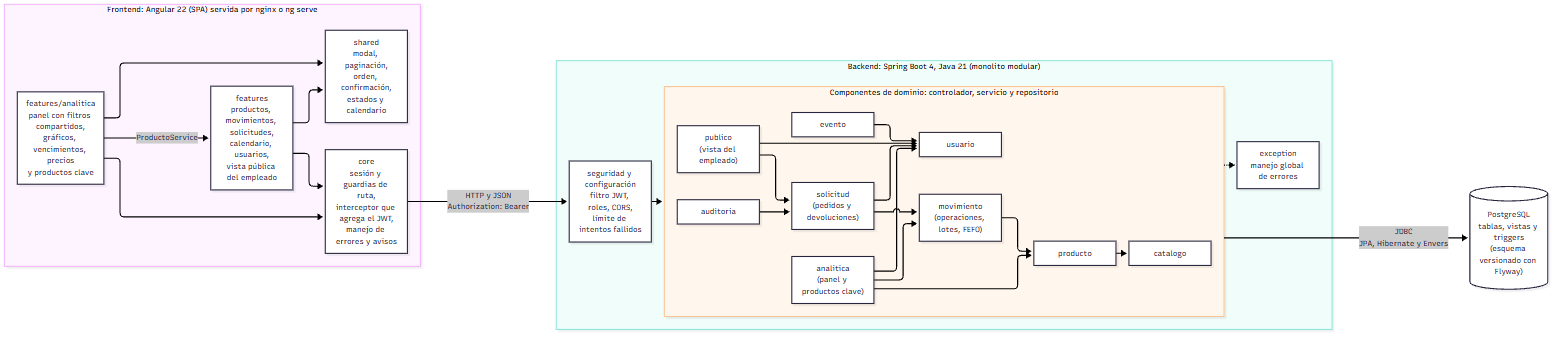 Frontend: Angular 22 (SPA) servida por nginx o ng serve
features/analitica
panel con filtros
compartidos,
gráficos,
vencimientos,
precios
y productos clave
ProductoService
features
productos,
movimientos,
solicitudes,
calendario,
usuarios,
vista pública
del empleado
shared
modal,
paginación,
orden,
confirmación,
estados y
calendario
core
sesión y
guardias de
ruta,
interceptor que
agrega el JWT,
manejo de
errores y avisos
HTTP y JSON
Authorization: Bearer
Backend: Spring Boot 4, Java 21 (monolito modular)
seguridad y
configuración
filtro JWT,
roles, CORS,
límite de
intentos fallidos
Componentes de dominio: controlador, servicio y repositorio
publico
(vista del
empleado)
auditoria
evento
solicitud
(pedidos y
devoluciones)
analitica
(panel y
productos clave)
usuario
movimiento
(operaciones,
lotes, FEFO)
producto
catalogo
exception
manejo global
de errores
JDBC
JPA, Hibernate y Envers
PostgreSQL
tablas, vistas y
triggers
(esquema
versionado con
Flyway)